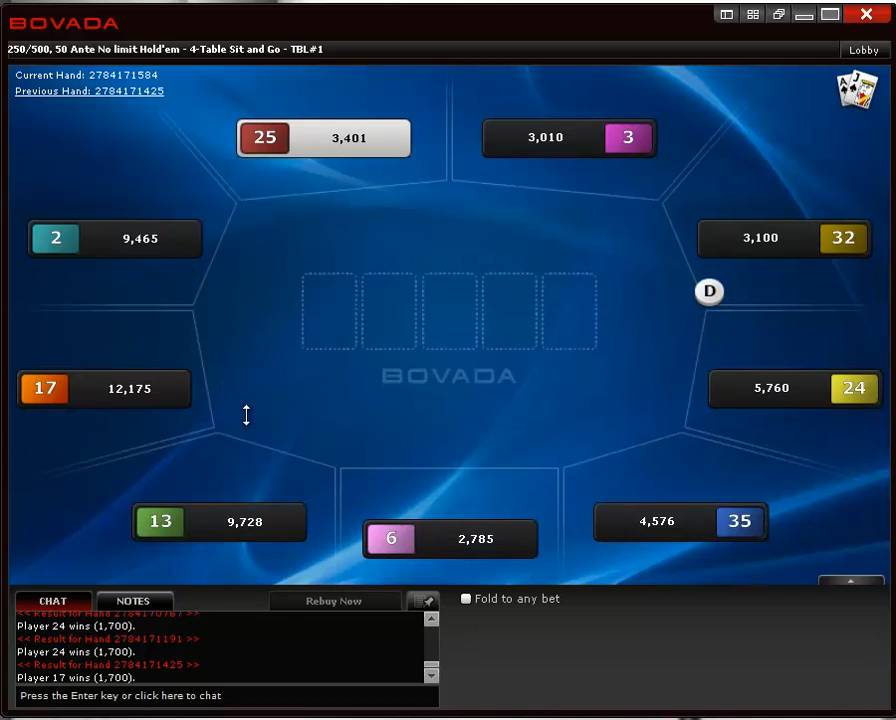 BOVADA
250/500, 50 Ante No limit Hold'em - 4-Table Sit and Go - TBL#1
Lobby
Current Hand: 2784171584
Previous Hand: 2784171425
A J
25 3,401
3,010 3
2 9,465
3,100 32
D
BOVADA
17 12,175
5,760 24
13 9,728
6 2,785
4,576 35
CHAT NOTES Rebuy Now
Fold to any bet
<< Result for Hand 2784170767 >>
Player 24 wins (1,700).
<< Result for Hand 2784171191 >>
Player 24 wins (1,700).
<< Result for Hand 2784171425 >>
Player 17 wins (1,700).
Press the Enter key or click here to chat